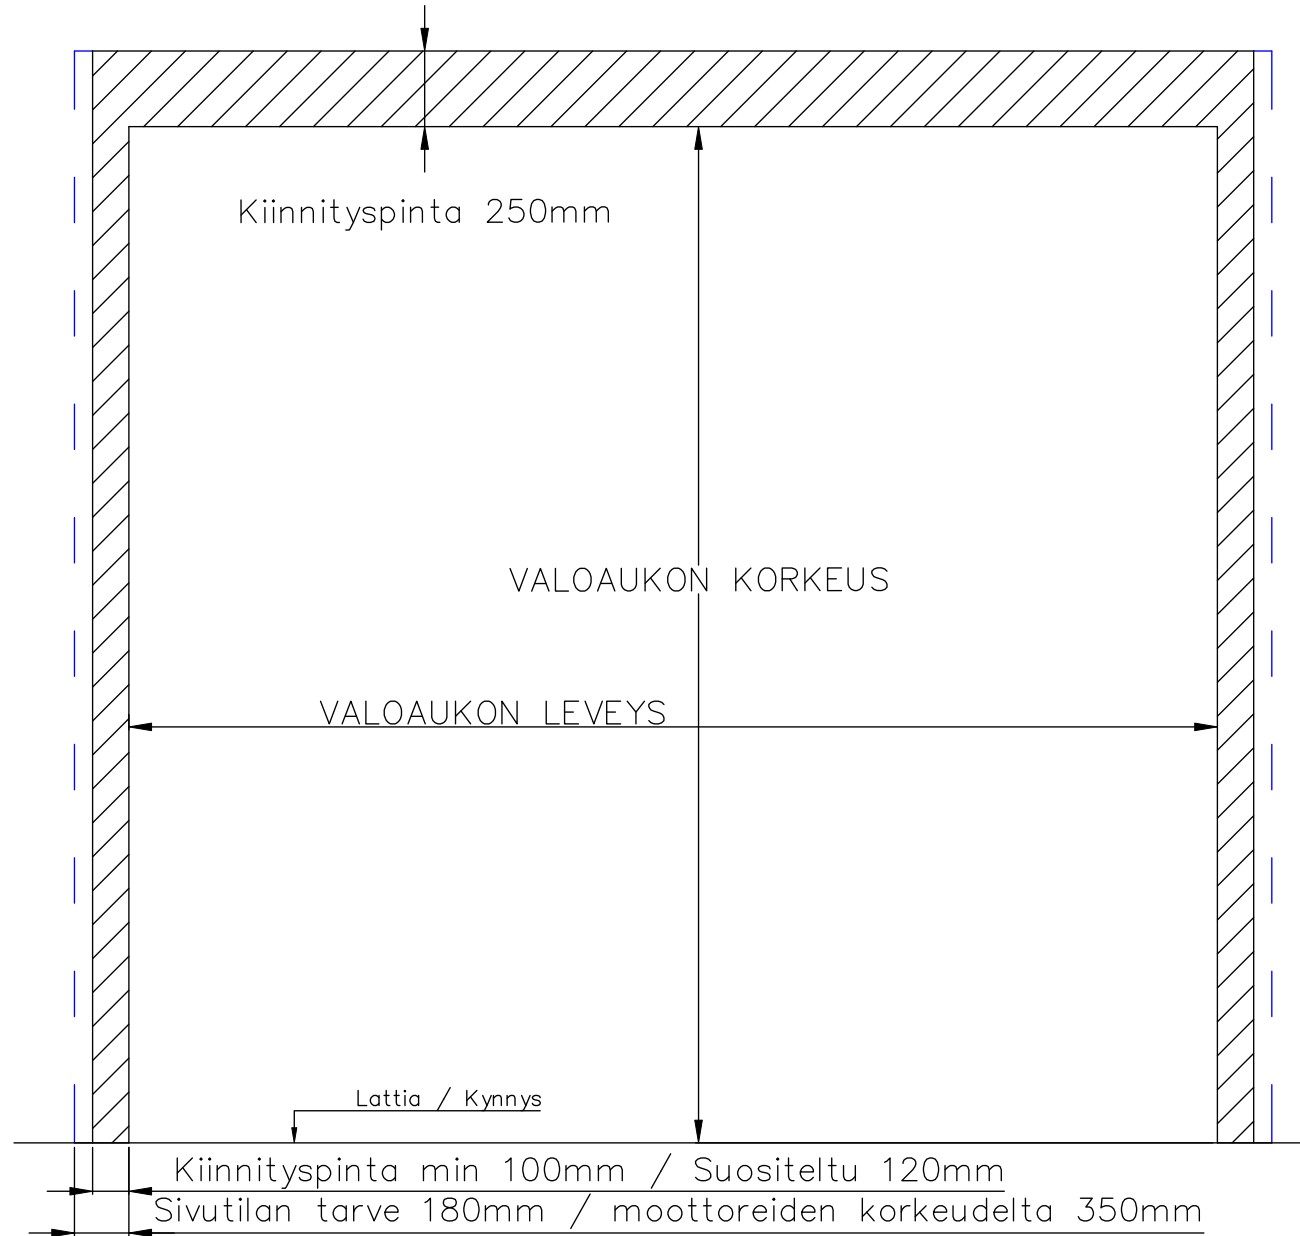 Kiinnityspinta 250mm
VALOAUKON KORKEUS
VALOAUKON LEVEYS
Lattia / Kynnys
Kiinnityspinta min 100mm / Suositeltu 120mm
Sivutilan tarve 180mm / moottoreiden korkeudelta 350mm